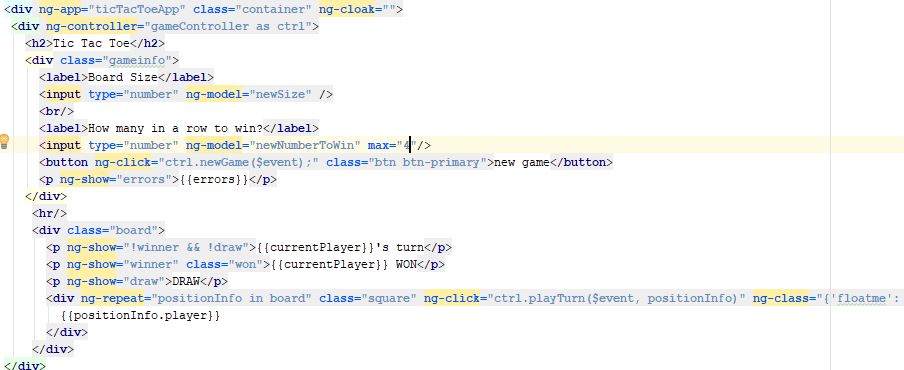 <div ng-app="ticTacToeApp" class="container" ng-cloak="">
<div ng-controller="gameController as ctrl">
<h2>Tic Tac Toe</h2>
<div class="gameinfo">
<label>Board Size</label>
<input type="number" ng-model="newSize" />
<br/>
<label>How many in a row to win?</label>
<input type="number" ng-model="newNumberToWin" max="4"/>
<button ng-click="ctrl.newGame($event);" class="btn btn-primary">new game</button>
<p ng-show="errors">{{errors}}</p>
</div>
<hr/>
<div class="board">
<p ng-show="!winner && !draw">{{currentPlayer}}'s turn</p>
<p ng-show="winner" class="won">{{currentPlayer}} WON</p>
<p ng-show="draw">DRAW</p>
<div ng-repeat="positionInfo in board" class="square" ng-click="ctrl.playTurn($event, positionInfo)" ng-class="{'floatme':
{{positionInfo.player}}
</div>
</div>
</div>